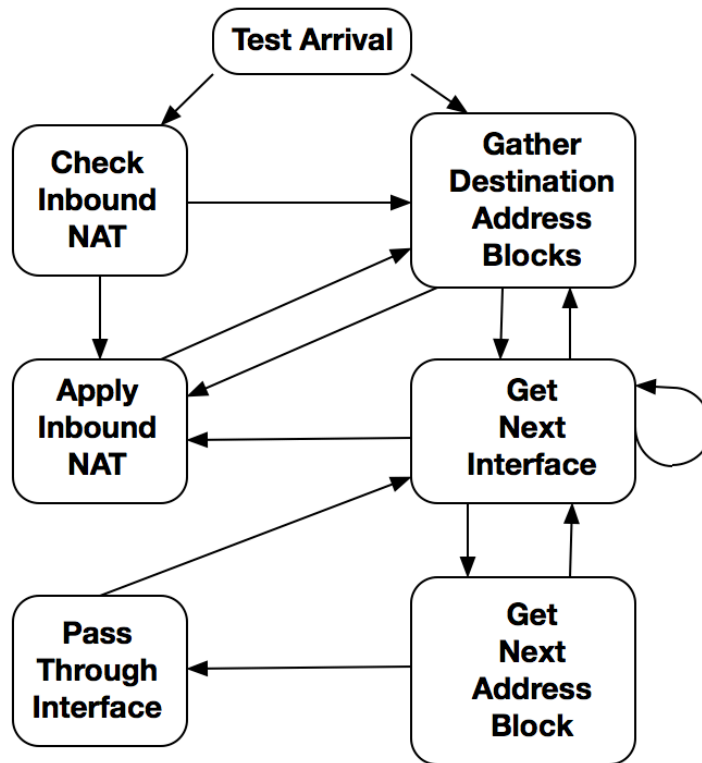 Test Arrival
Check
Inbound
NAT
Gather
Destination
Address
Blocks
Apply
Inbound
NAT
Get
Next
Interface
Pass
Through
Interface
Get
Next
Address
Block